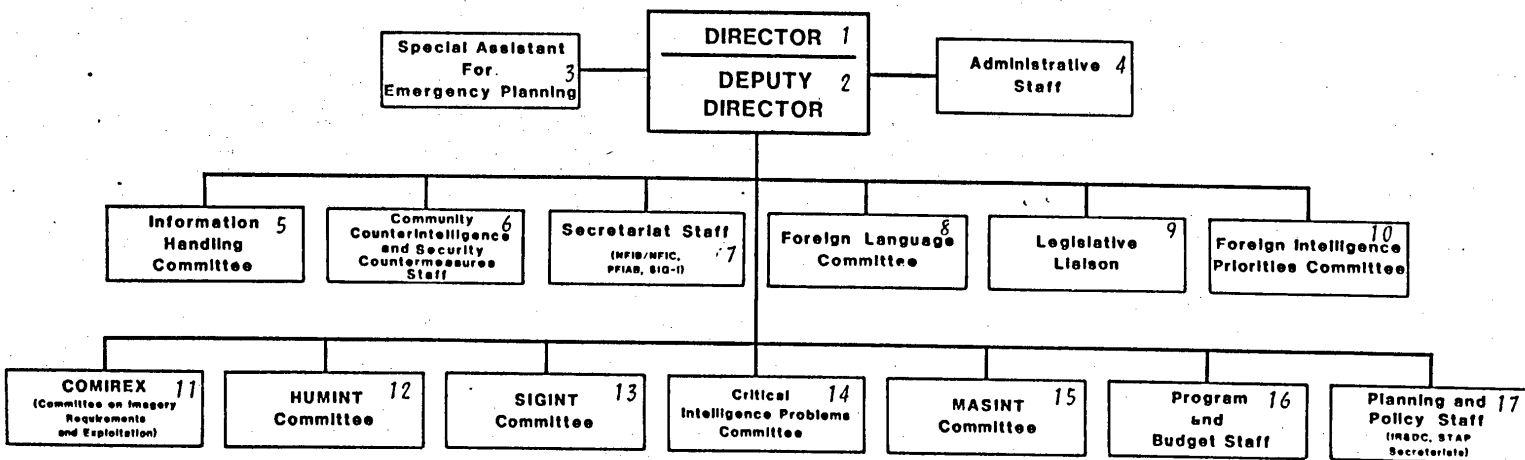 DIRECTOR 1
DEPUTY 2
DIRECTOR
Special Assistant
For
3
Emergency Planning
Administrative 4
Staff
Information 5
Handling
Committee
Community 6
Counterintelligence
and Security
Countermeasures
Staff
Secretariat Staff
(NFIB/NFIC, 7
PFIAB, SIG-I)
8
Foreign Language
Committee
9
Legislative
Liaison
10
Foreign Intelligence
Priorities Committee
COMIREX 11
(Committee on Imagery
Requirements
and Exploitation)
HUMINT 12
Committee
SIGINT 13
Committee
Critical 14
Intelligence Problems
Committee
MASINT 15
Committee
Program 16
and
Budget Staff
Planning and
Policy Staff 17
(IR&DC, STAP
Secretariats)